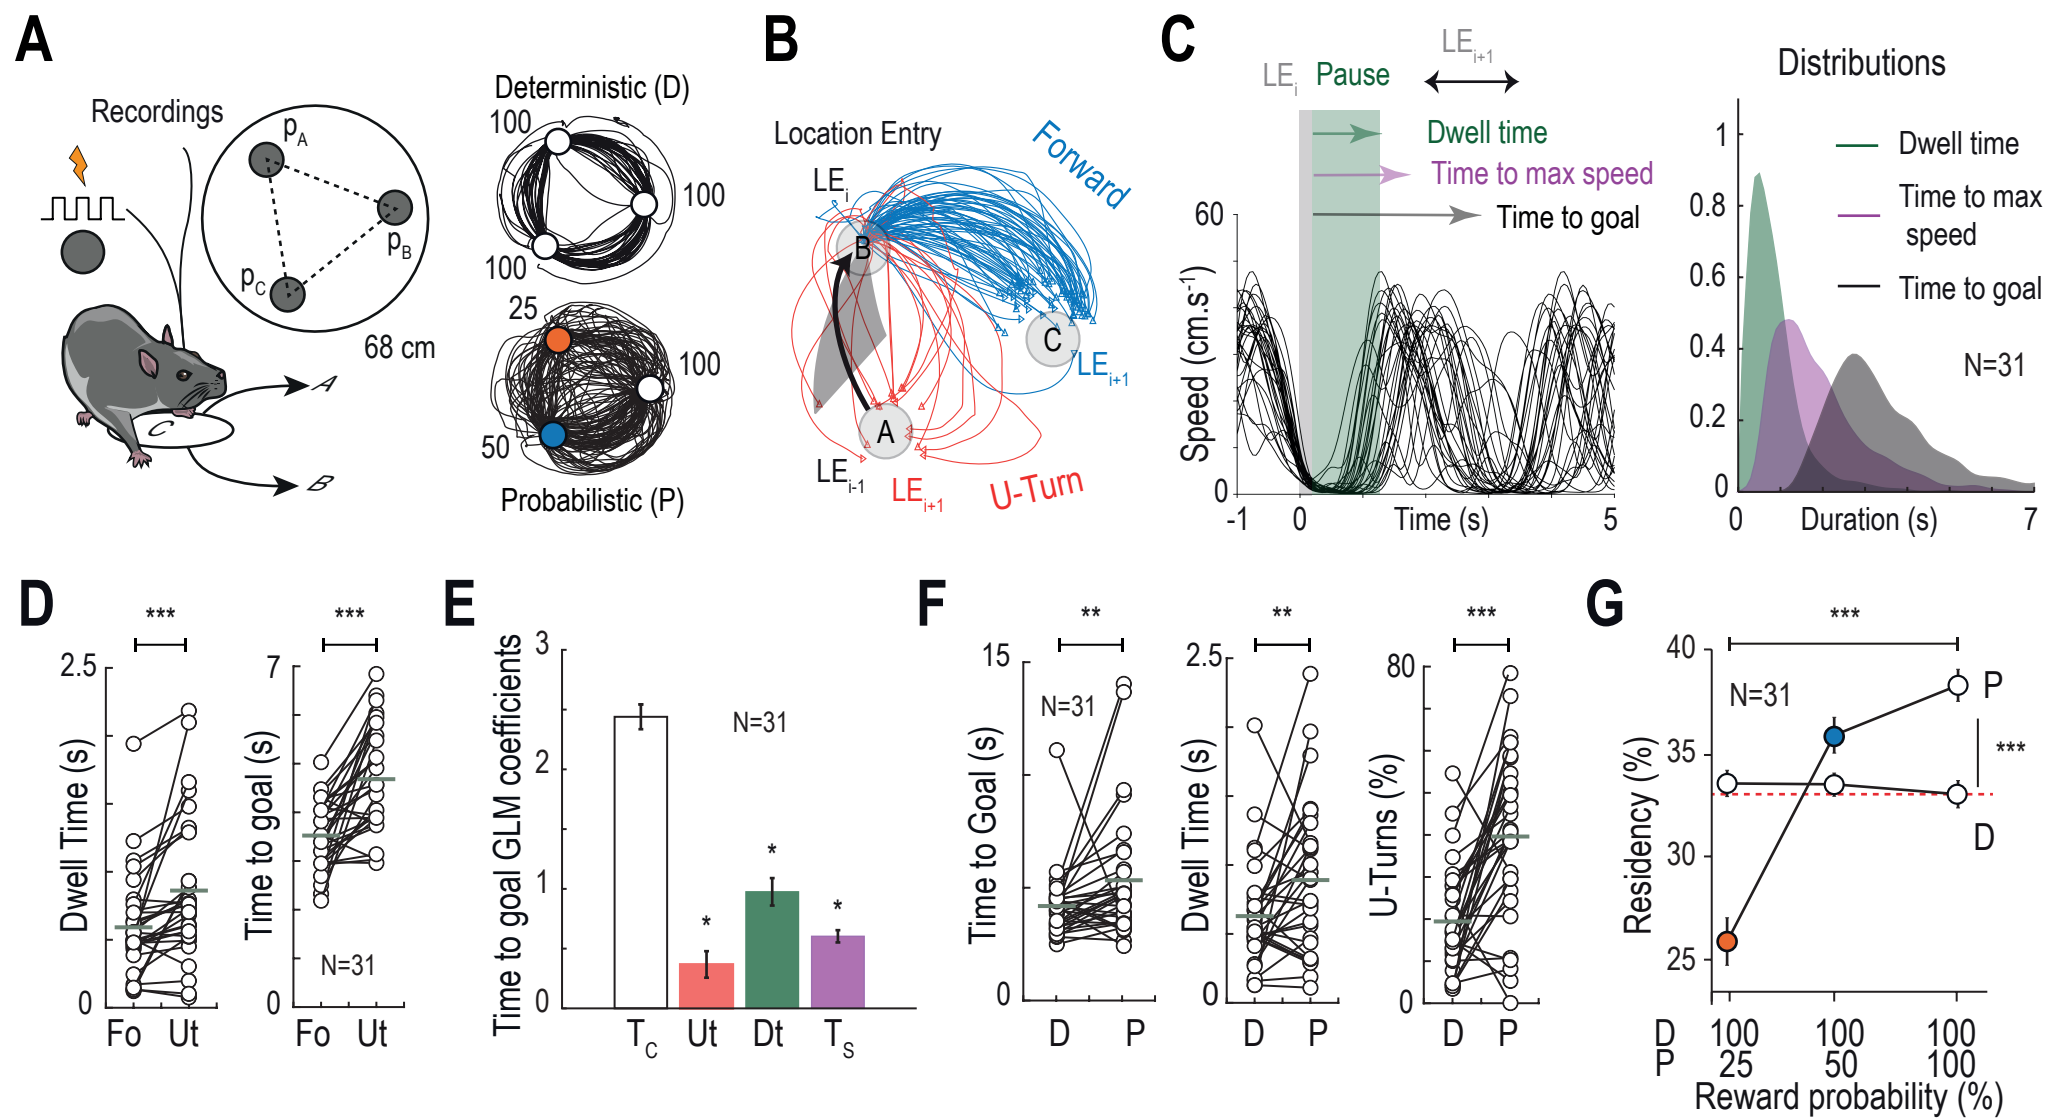 A
Recordings
pA
pB
pC
68 cm
A
B
C
Deterministic (D)
100
100
100
25
100
50
Probabilistic (P)
B
Location Entry
Forward
LEi
B
C
LEi+1
A
LEi-1
LEi+1
U-Turn
C
LEi+1
LEi
Pause
Dwell time
Time to max speed
Time to goal
60
Speed (cm.s-1)
0
-1
0
Time (s)
5
Distributions
1
0.8
0.6
0.4
0.2
0
Dwell time
Time to max
speed
Time to goal
N=31
0
Duration (s)
7
D
***
2.5
Dwell Time (s)
0
Fo
Ut
***
7
Time to goal (s)
0
N=31
Fo
Ut
E
Time to goal GLM coefficients
3
2
1
0
N=31
*
*
*
TC
Ut
Dt
TS
F
**
15
N=31
Time to Goal (s)
0
D
P
**
2.5
Dwell Time (s)
0
D
P
***
80
U-Turns (%)
0
D
P
G
***
40
35
30
25
N=31
Residency (%)
P
***
D
D 100 100 100
P 25 50 100
Reward probability (%)